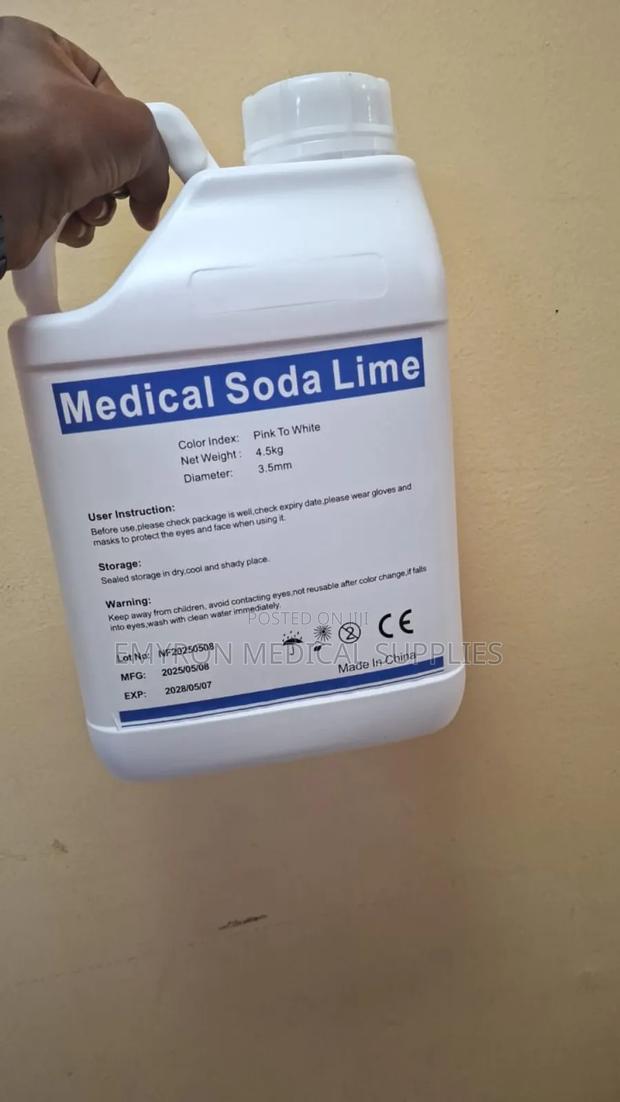 Medical Soda Lime
Color Index: Pink To White
Net Weight : 4.5kg
Diameter: 3.5mm
User Instruction:
Before use,please check package is well,check expiry date,please wear gloves and
masks to protect the eyes and face when using it.
Storage:
Sealed storage in dry,cool and shady place.
Warning:
Keep away from children, avoid contacting eyes,not reusable after color change,if falls
into eyes,wash with clean water immediately.
POSTED ON JIJI
EMYRON MEDICAL SUPPLIES
Lot No: NF20250508
MFG: 2025/05/08
EXP: 2028/05/07
2
CE
Made In China